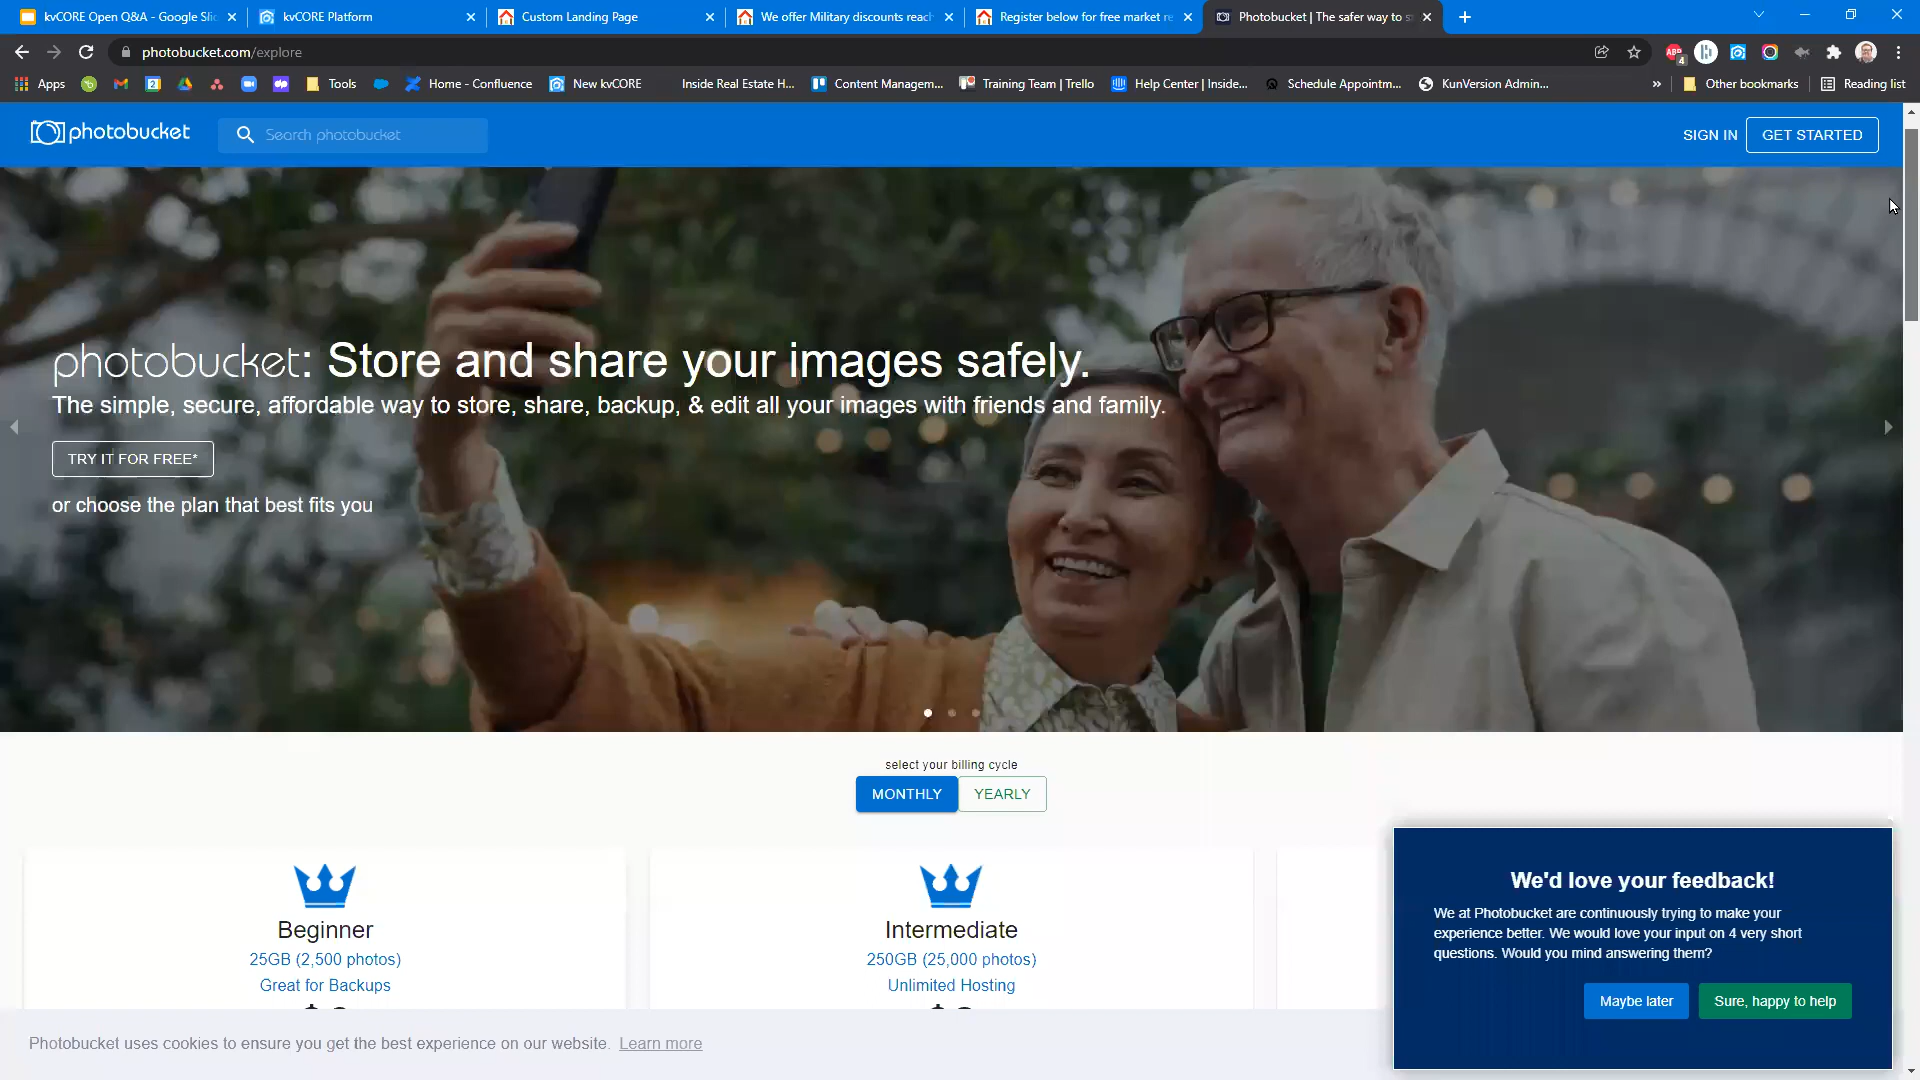 kvCORE Open Q&A - Google Slic
kvCORE Platform
Custom Landing Page
We offer Military discounts reach
Register below for free market re
Photobucket | The safer way to s
photobucket.com/explore
ABP
4
Apps
Tools
Home - Confluence
New kvCORE
Inside Real Estate H...
Content Managem...
Training Team | Trello
Help Center | Inside...
Schedule Appointm...
KunVersion Admin...
»
Other bookmarks
Reading list
photobucket
Search photobucket
SIGN IN
GET STARTED
photobucket: Store and share your images safely.
The simple, secure, affordable way to store, share, backup, & edit all your images with friends and family.
TRY IT FOR FREE*
or choose the plan that best fits you
select your billing cycle
MONTHLY
YEARLY
Beginner
25GB (2,500 photos)
Great for Backups
Intermediate
250GB (25,000 photos)
Unlimited Hosting
We'd love your feedback!
We at Photobucket are continuously trying to make your
experience better. We would love your input on 4 very short
questions. Would you mind answering them?
Maybe later
Sure, happy to help
Photobucket uses cookies to ensure you get the best experience on our website. Learn more